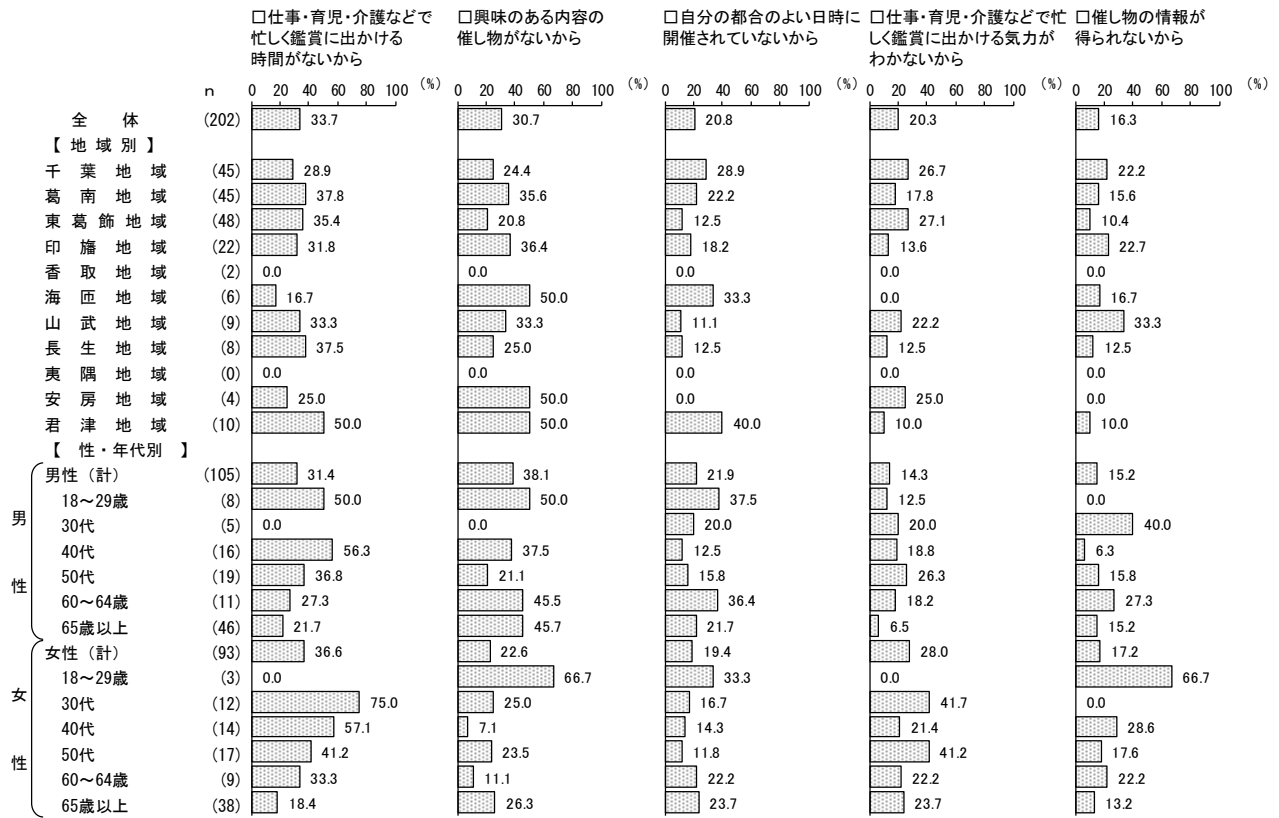 □仕事・育児・介護などで
忙しく鑑賞に出かける
時間がないから
□興味のある内容の
催し物がないから
□自分の都合のよい日時に
開催されていないから
□仕事・育児・介護などで忙
しく鑑賞に出かける気力が
わかないから
□催し物の情報が
得られないから
n 0 20 40 60 80 100 (%) 0 20 40 60 80 100 (%) 0 20 40 60 80 100 (%) 0 20 40 60 80 100 (%) 0 20 40 60 80 100 (%)
全体 (202) 33.7 30.7 20.8 20.3 16.3
【地域別】
千葉地域 (45) 28.9 24.4 28.9 26.7 22.2
葛南地域 (45) 37.8 35.6 22.2 17.8 15.6
東葛飾地域 (48) 35.4 20.8 12.5 27.1 10.4
印旛地域 (22) 31.8 36.4 18.2 13.6 22.7
香取地域 (2) 0.0 0.0 0.0 0.0 0.0
海匝地域 (6) 16.7 50.0 33.3 0.0 16.7
山武地域 (9) 33.3 33.3 11.1 22.2 33.3
長生地域 (8) 37.5 25.0 12.5 12.5 12.5
夷隅地域 (0) 0.0 0.0 0.0 0.0 0.0
安房地域 (4) 25.0 50.0 0.0 25.0 0.0
君津地域 (10) 50.0 50.0 40.0 10.0 10.0
【性・年代別】
男性
男性（計） (105) 31.4 38.1 21.9 14.3 15.2
18～29歳 (8) 50.0 50.0 37.5 12.5 0.0
30代 (5) 0.0 0.0 20.0 20.0 40.0
40代 (16) 56.3 37.5 12.5 18.8 6.3
50代 (19) 36.8 21.1 15.8 26.3 15.8
60～64歳 (11) 27.3 45.5 36.4 18.2 27.3
65歳以上 (46) 21.7 45.7 21.7 6.5 15.2
女性
女性（計） (93) 36.6 22.6 19.4 28.0 17.2
18～29歳 (3) 0.0 66.7 33.3 0.0 66.7
30代 (12) 75.0 25.0 16.7 41.7 0.0
40代 (14) 57.1 7.1 14.3 21.4 28.6
50代 (17) 41.2 23.5 11.8 41.2 17.6
60～64歳 (9) 33.3 11.1 22.2 22.2 22.2
65歳以上 (38) 18.4 26.3 23.7 23.7 13.2